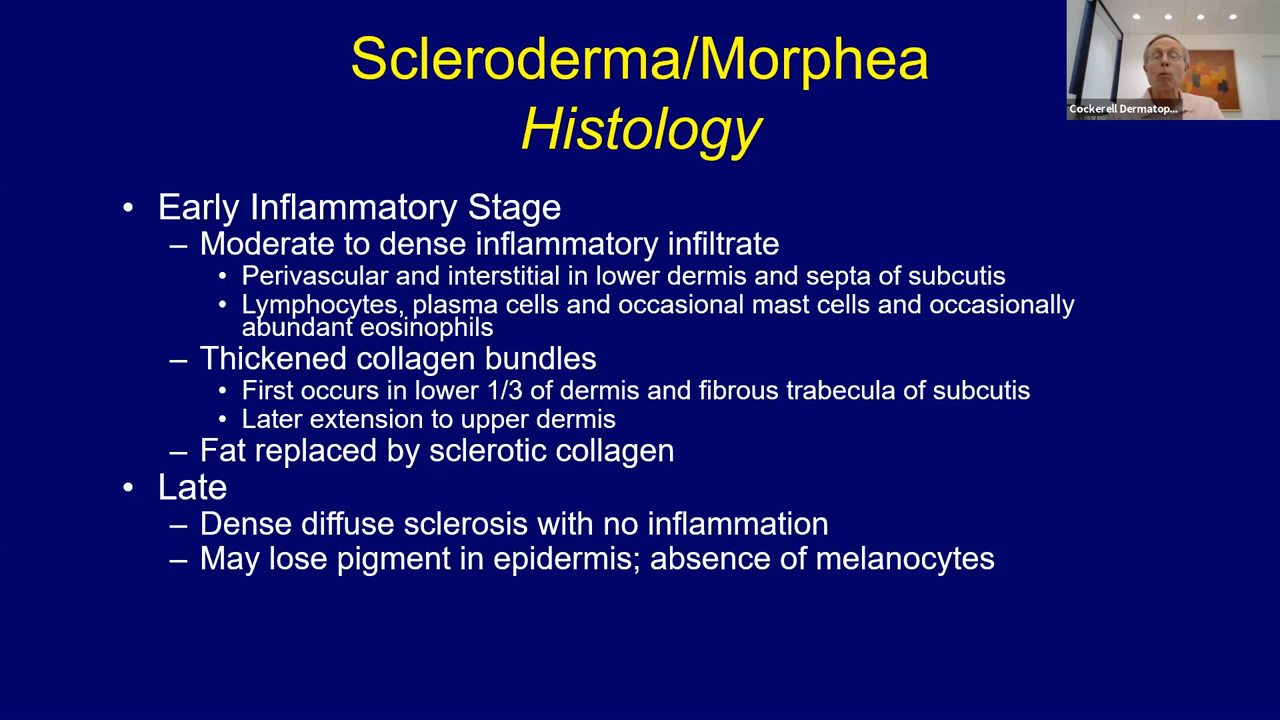 Scleroderma/Morphea
Histology
Cockerell Dermatop...
• Early Inflammatory Stage
– Moderate to dense inflammatory infiltrate
• Perivascular and interstitial in lower dermis and septa of subcutis
• Lymphocytes, plasma cells and occasional mast cells and occasionally
abundant eosinophils
– Thickened collagen bundles
• First occurs in lower 1/3 of dermis and fibrous trabecula of subcutis
• Later extension to upper dermis
– Fat replaced by sclerotic collagen
• Late
– Dense diffuse sclerosis with no inflammation
– May lose pigment in epidermis; absence of melanocytes